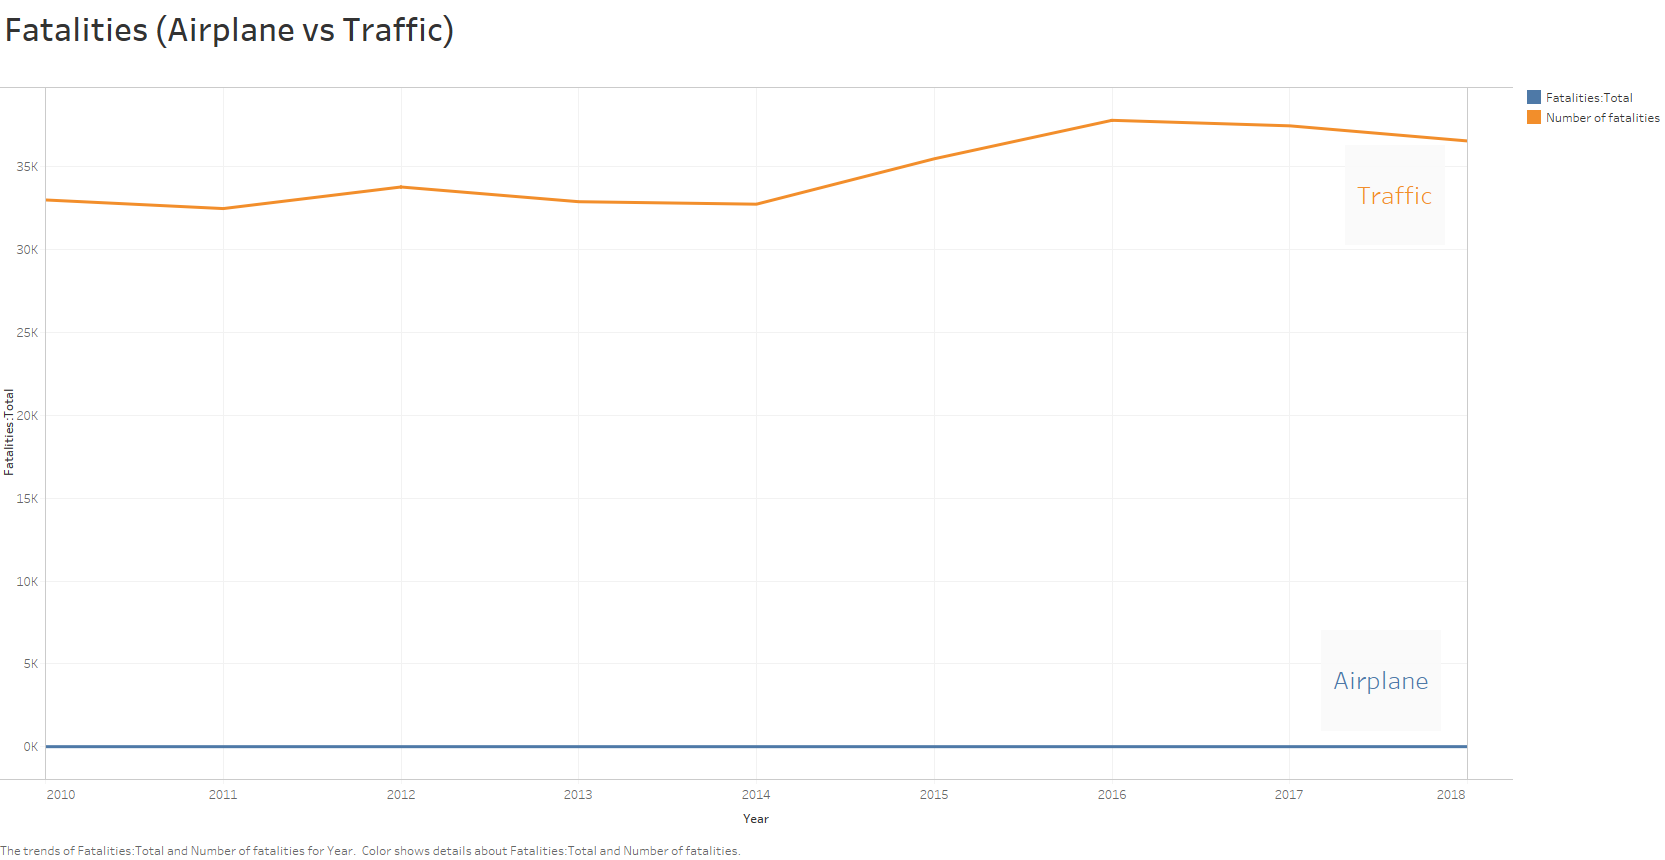 Fatalities (Airplane vs Traffic)
Fatalities:Total
Number of fatalities
35K
Traffic
30K
25K
20K
Fatalities:Total
15K
10K
5K
Airplane
0K
2010 2011 2012 2013 2014 2015 2016 2017 2018
Year
The trends of Fatalities:Total and Number of fatalities for Year. Color shows details about Fatalities:Total and Number of fatalities.